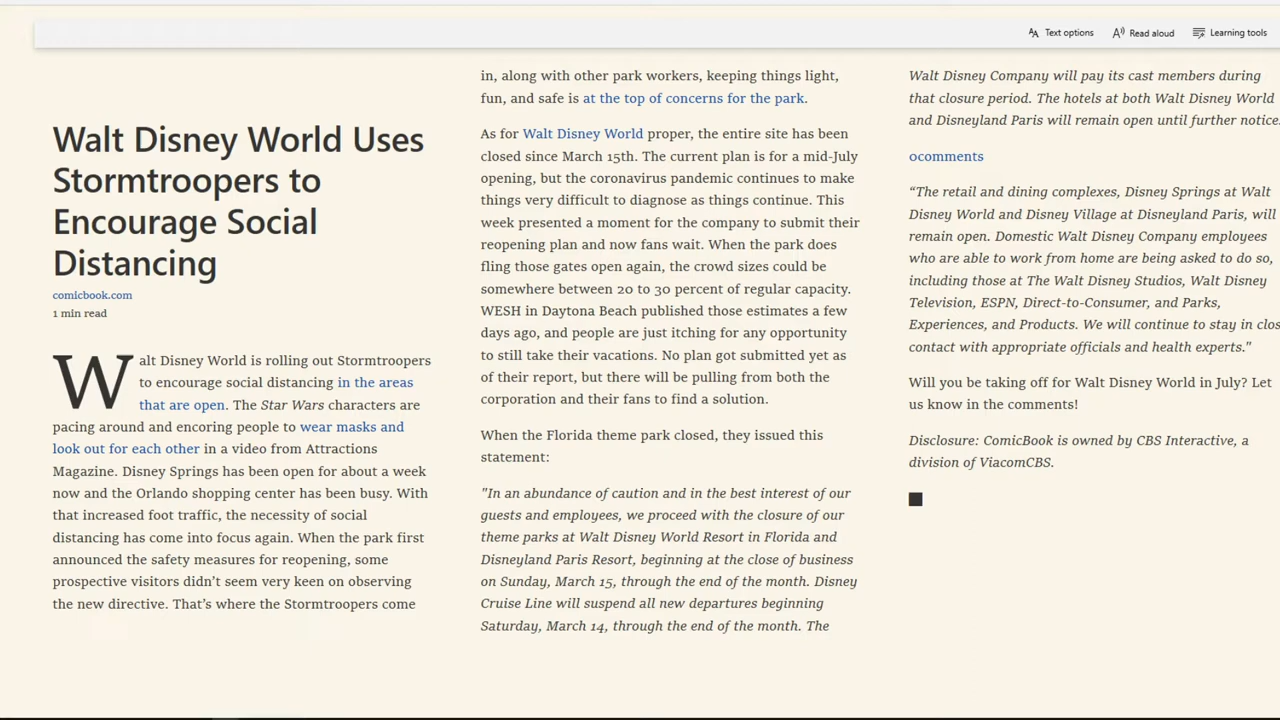 Text options
Read aloud
Learning tools
Walt Disney World Uses
Stormtroopers to
Encourage Social
Distancing
comicbook.com
1 min read
Walt Disney World is rolling out Stormtroopers
to encourage social distancing in the areas
that are open. The Star Wars characters are
pacing around and encoring people to wear masks and
look out for each other in a video from Attractions
Magazine. Disney Springs has been open for about a week
now and the Orlando shopping center has been busy. With
that increased foot traffic, the necessity of social
distancing has come into focus again. When the park first
announced the safety measures for reopening, some
prospective visitors didn’t seem very keen on observing
the new directive. That’s where the Stormtroopers come
in, along with other park workers, keeping things light,
fun, and safe is at the top of concerns for the park.
As for Walt Disney World proper, the entire site has been
closed since March 15th. The current plan is for a mid-July
opening, but the coronavirus pandemic continues to make
things very difficult to diagnose as things continue. This
week presented a moment for the company to submit their
reopening plan and now fans wait. When the park does
fling those gates open again, the crowd sizes could be
somewhere between 20 to 30 percent of regular capacity.
WESH in Daytona Beach published those estimates a few
days ago, and people are just itching for any opportunity
to still take their vacations. No plan got submitted yet as
of their report, but there will be pulling from both the
corporation and their fans to find a solution.
When the Florida theme park closed, they issued this
statement:
"In an abundance of caution and in the best interest of our
guests and employees, we proceed with the closure of our
theme parks at Walt Disney World Resort in Florida and
Disneyland Paris Resort, beginning at the close of business
on Sunday, March 15, through the end of the month. Disney
Cruise Line will suspend all new departures beginning
Saturday, March 14, through the end of the month. The
Walt Disney Company will pay its cast members during
that closure period. The hotels at both Walt Disney World
and Disneyland Paris will remain open until further notice.
0comments
“The retail and dining complexes, Disney Springs at Walt
Disney World and Disney Village at Disneyland Paris, will
remain open. Domestic Walt Disney Company employees
who are able to work from home are being asked to do so,
including those at The Walt Disney Studios, Walt Disney
Television, ESPN, Direct-to-Consumer, and Parks,
Experiences, and Products. We will continue to stay in clos
contact with appropriate officials and health experts."
Will you be taking off for Walt Disney World in July? Let
us know in the comments!
Disclosure: ComicBook is owned by CBS Interactive, a
division of ViacomCBS.